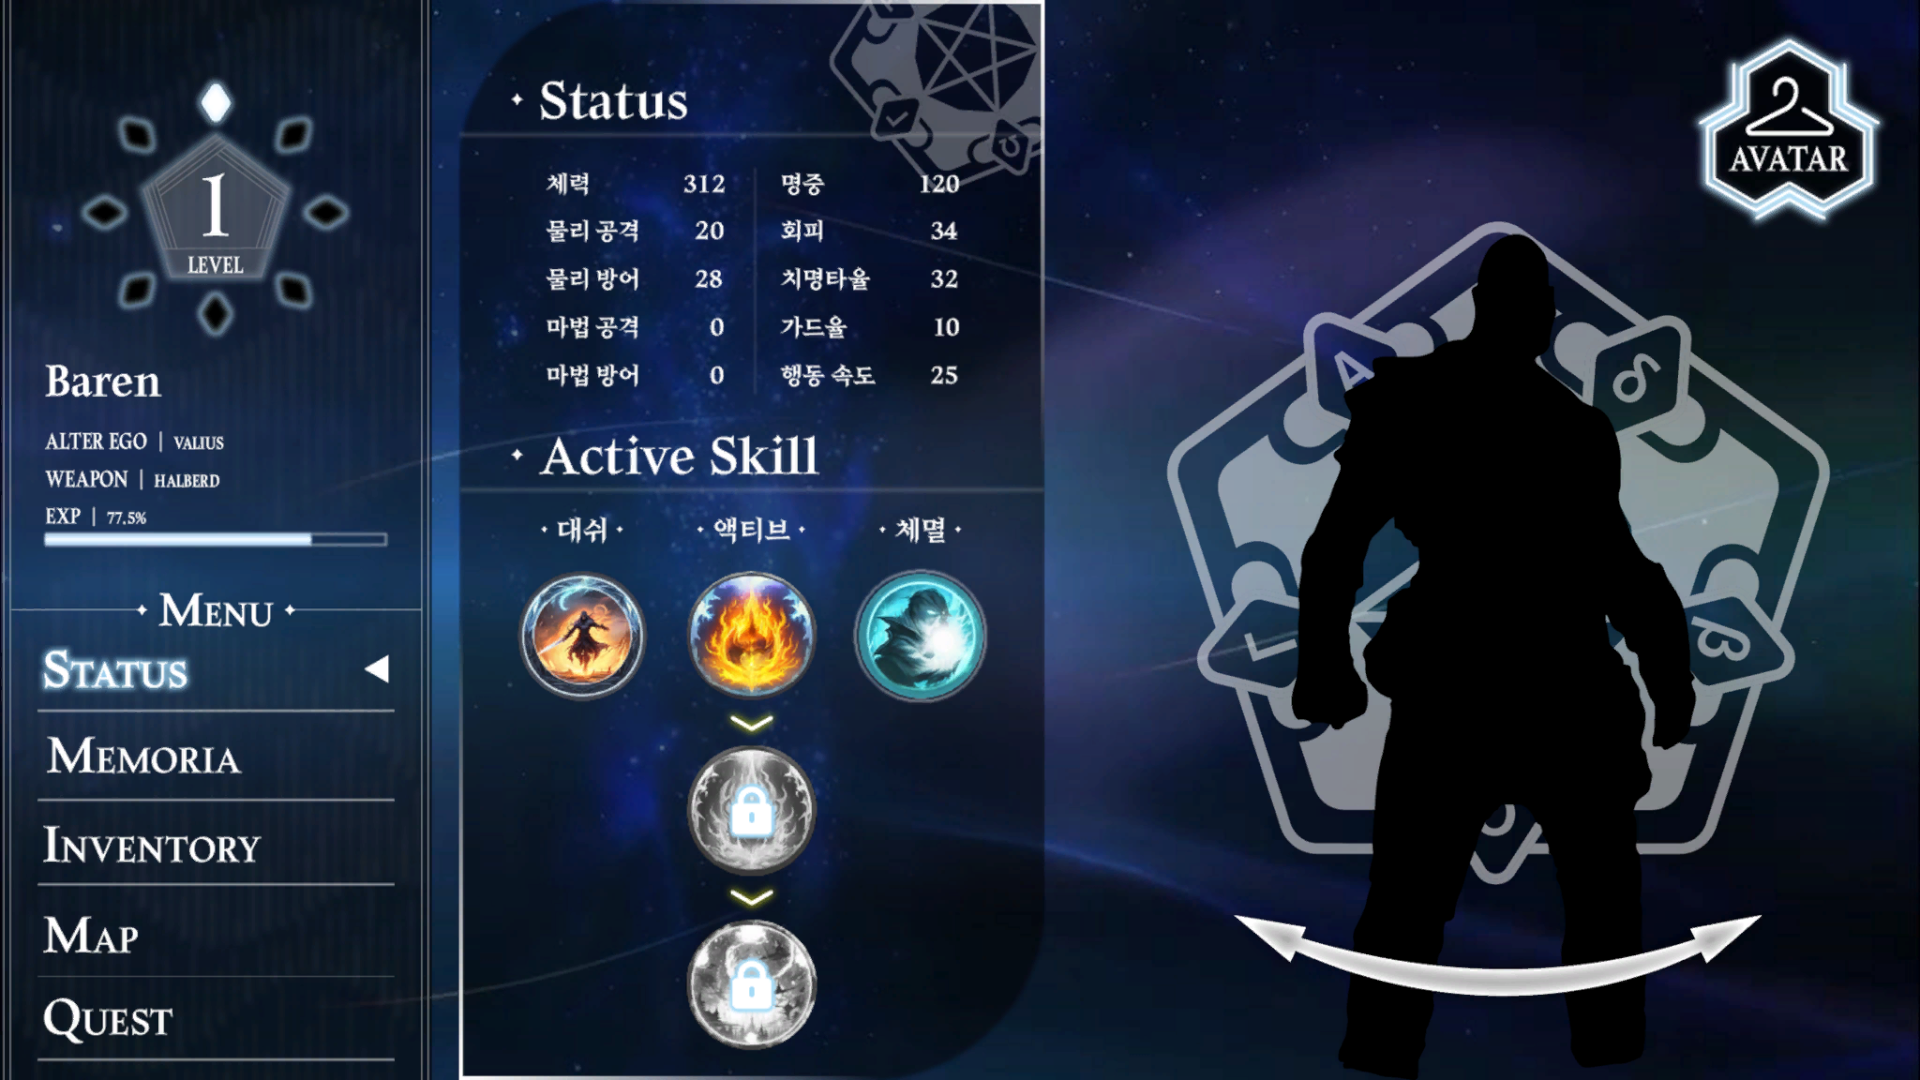 1
LEVEL
Baren
ALTER EGO | VALIUS
WEAPON | HALBERD
EXP | 77.5%
MENU
STATUS
MEMORIA
INVENTORY
MAP
QUEST
Status
체력 312
물리 공격 20
물리 방어 28
마법 공격 0
마법 방어 0
명중 120
회피 34
치명타율 32
가드율 10
행동 속도 25
Active Skill
· 대쉬 ·
· 액티브 ·
· 체멸 ·
AVATAR